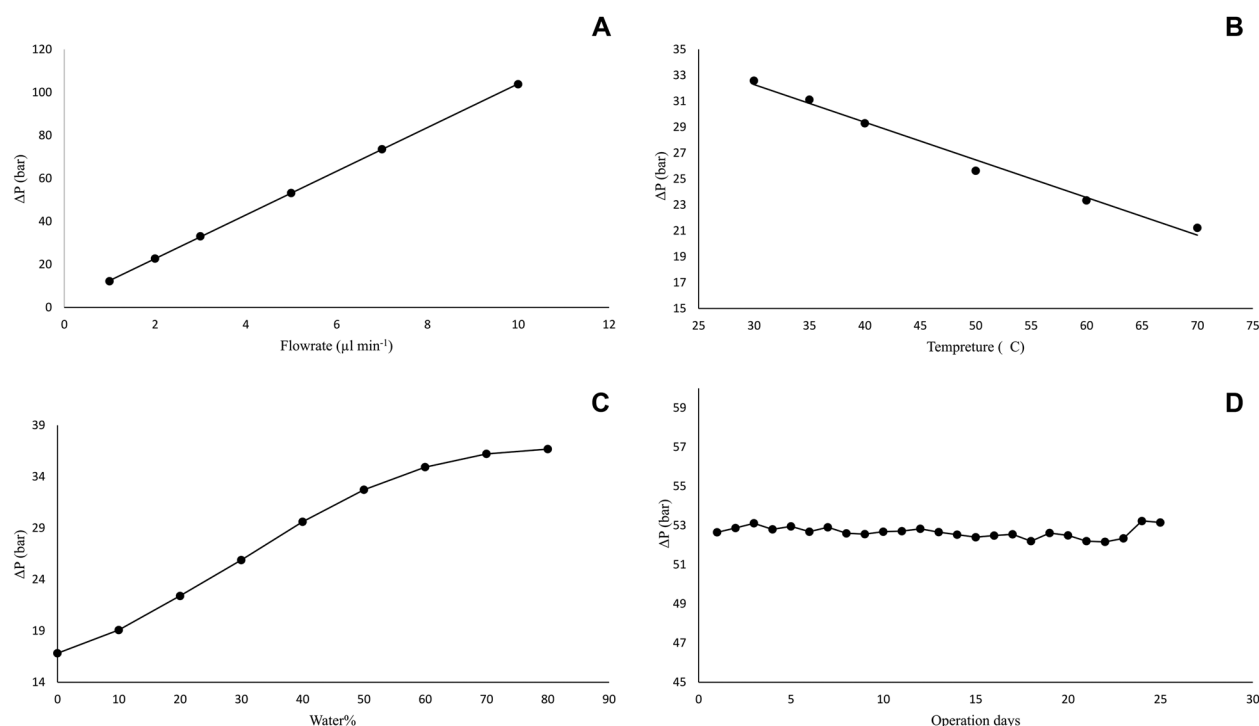 A
120
100
80
60
40
20
0
ΔP (bar)
0 2 4 6 8 10 12
Flowrate (µl min-1)
B
35
33
31
29
27
25
23
21
19
17
15
ΔP (bar)
25 30 35 40 45 50 55 60 65 70 75
Tempreture ( C)
C
39
34
29
24
19
14
ΔP (bar)
0 10 20 30 40 50 60 70 80 90
Water%
D
59
57
55
53
51
49
47
45
ΔP (bar)
0 5 10 15 20 25 30
Operation days